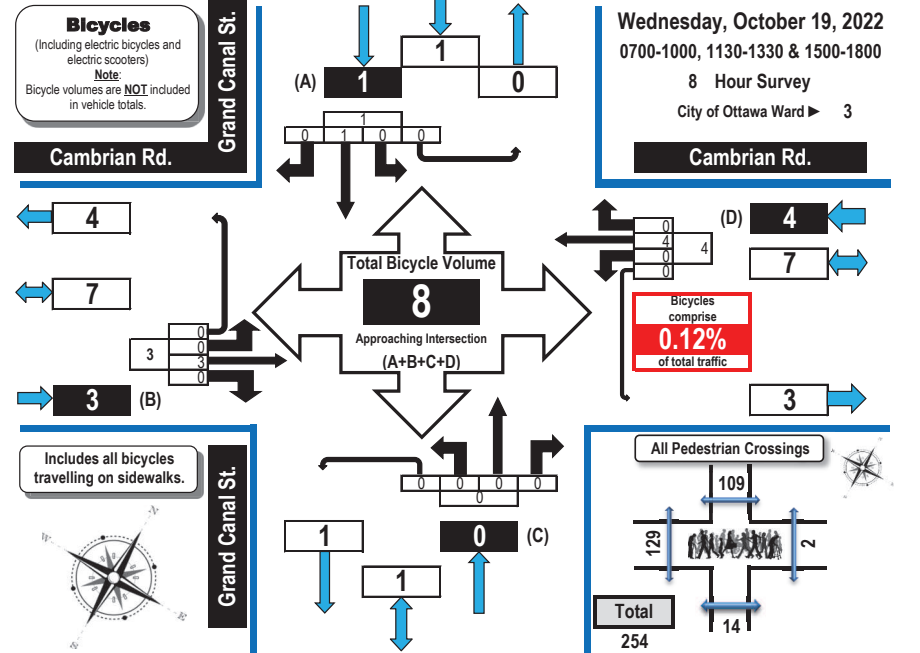 Bicycles
(Including electric bicycles and
electric scooters)
Note:
Bicycle volumes are NOT included
in vehicle totals.
Grand Canal St.
Cambrian Rd.
1
(A)
1
0
1
0
1
0
0
Wednesday, October 19, 2022
0700-1000, 1130-1330 & 1500-1800
8 Hour Survey
City of Ottawa Ward ► 3
Cambrian Rd.
4
7
3
0
0
3
0
3
(B)
Total Bicycle Volume
8
Approaching Intersection
(A+B+C+D)
0
4
0
0
4
(D)
4
7
Bicycles
comprise
0.12%
of total traffic
3
Includes all bicycles
travelling on sidewalks.
Grand Canal St.
N
W
E
S
0
0
0
0
0
1
0
(C)
1
All Pedestrian Crossings
109
129
2
14
Total
254